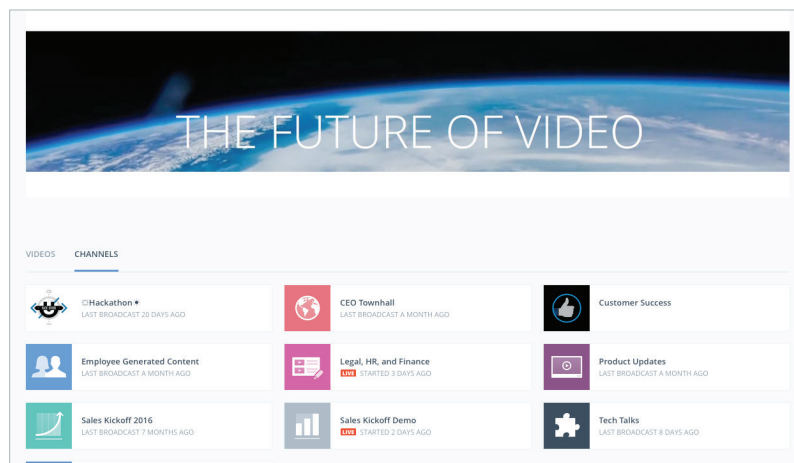 THE FUTURE OF VIDEO
VIDEOS CHANNELS
Hackathon
LAST BROADCAST 20 DAYS AGO
CEO Townhall
LAST BROADCAST A MONTH AGO
Customer Success
Employee Generated Content
LAST BROADCAST A MONTH AGO
Legal, HR, and Finance
LIVE STARTED 3 DAYS AGO
Product Updates
LAST BROADCAST A MONTH AGO
Sales Kickoff 2016
LAST BROADCAST 7 MONTHS AGO
Sales Kickoff Demo
LIVE STARTED 2 DAYS AGO
Tech Talks
LAST BROADCAST 8 DAYS AGO